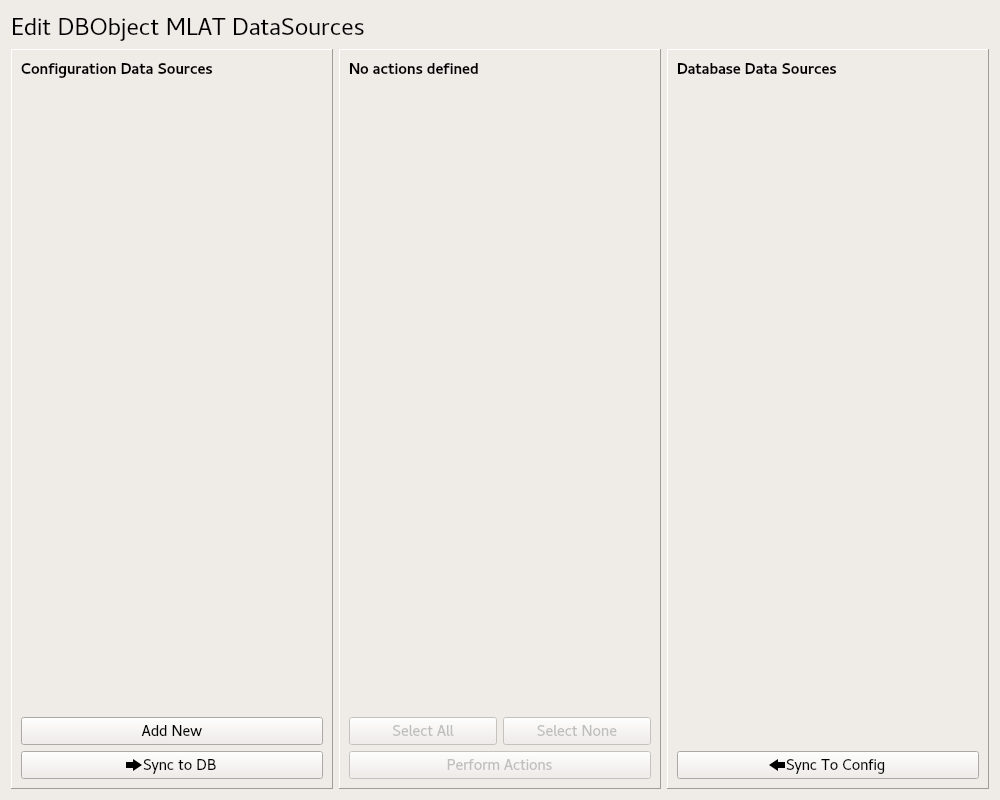 Edit DBObject MLAT DataSources
Configuration Data Sources
No actions defined
Database Data Sources
Add New
Select All
Select None
Sync to DB
Perform Actions
Sync To Config